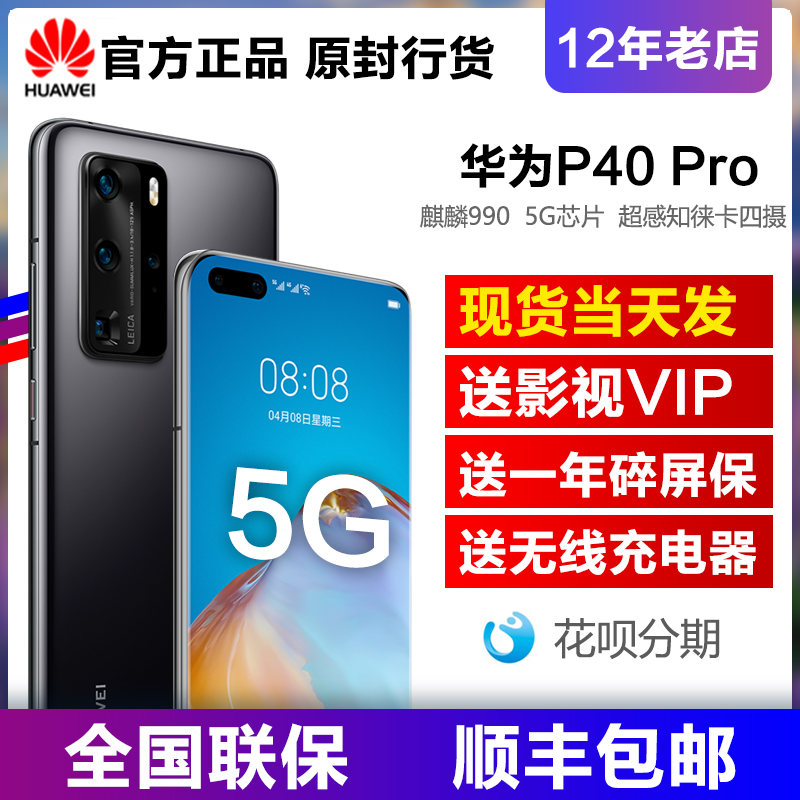 HUAWEI
官方正品 原封行货
12年老店
华为P40 Pro
麒麟990 5G芯片 超感知徕卡四摄
LEICA
08:08
04月08日星期三
5G
现货当天发
送影视VIP
送一年碎屏保
送无线充电器
花呗分期
全国联保
顺丰包邮